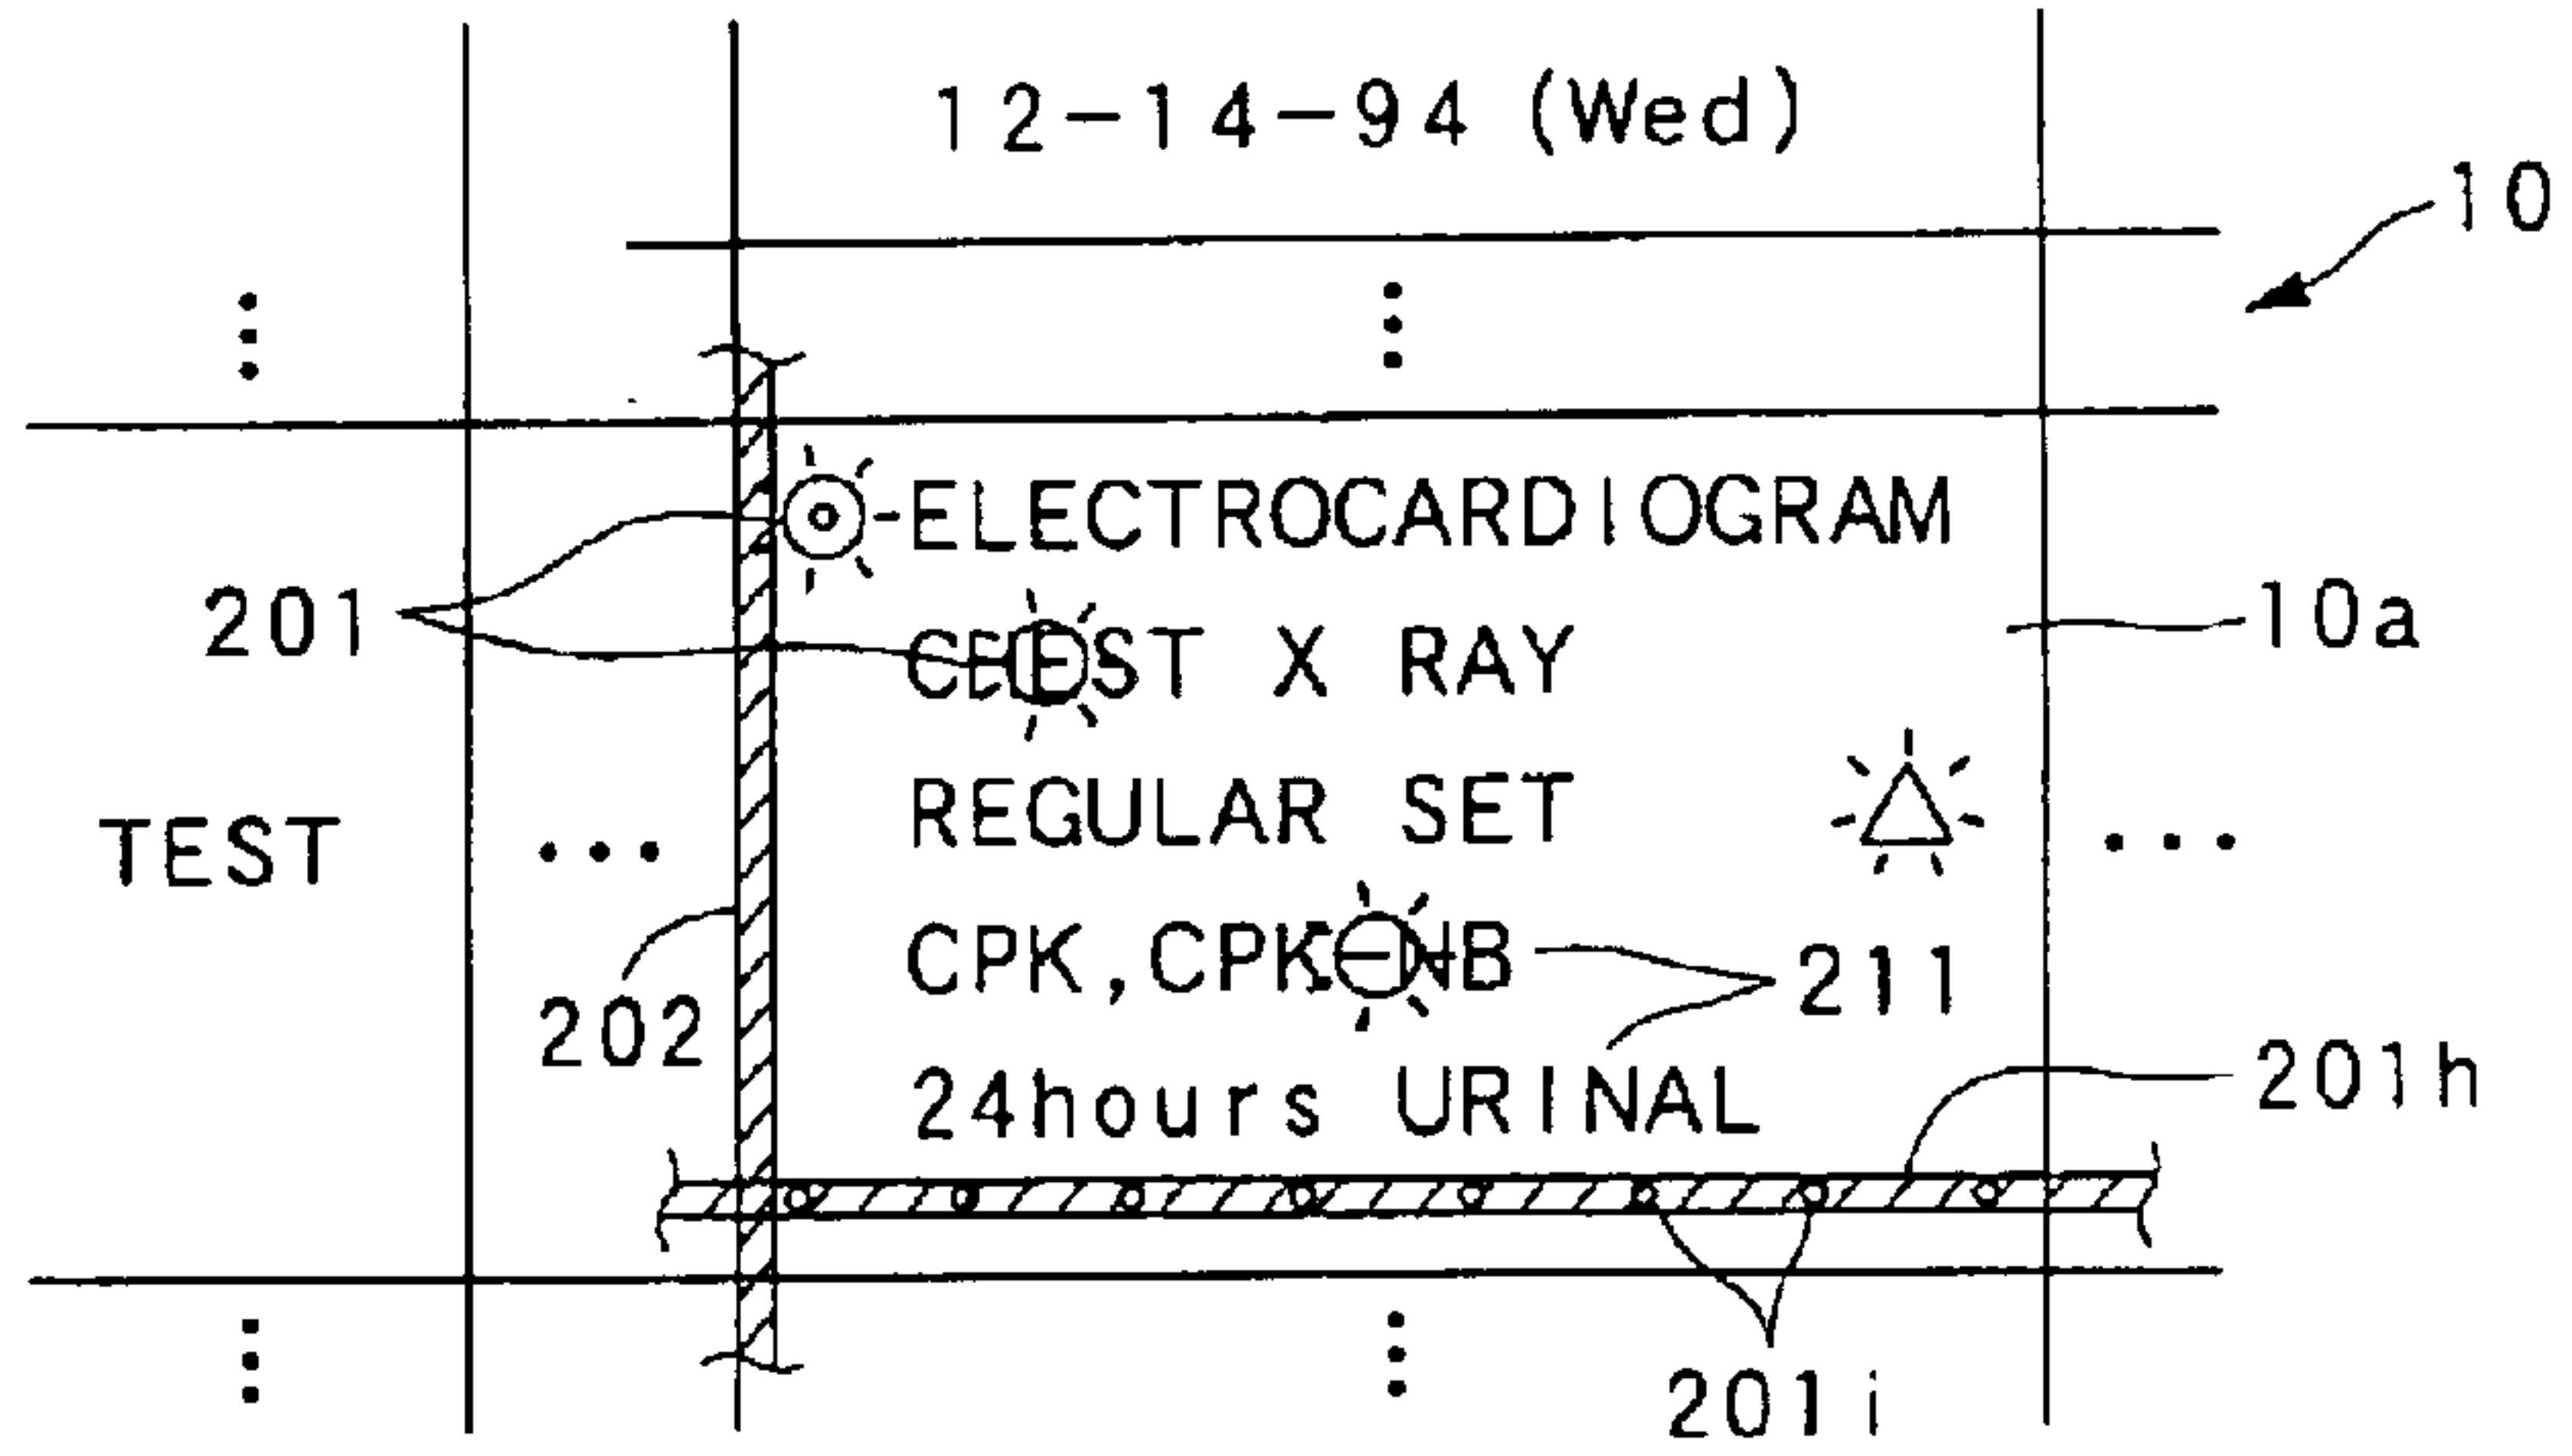 12-14-94 (Wed)
10
ELECTROCARDIOGRAM
201
10a
CHEST X RAY
REGULAR SET
TEST
CPK,CPK-NB
211
202
24hours URINAL
201h
201i